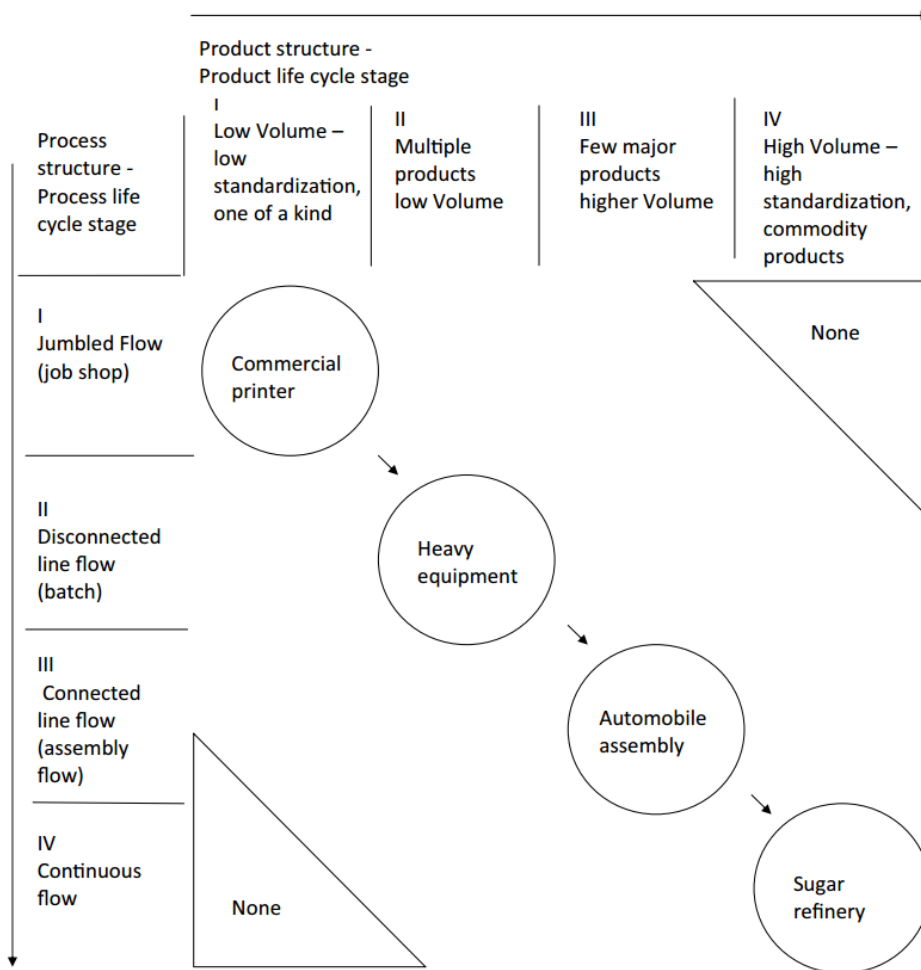 Product structure -
Product life cycle stage
Process
structure -
Process life
cycle stage
I
Low Volume –
low
standardization,
one of a kind
II
Multiple
products
low Volume
III
Few major
products
higher Volume
IV
High Volume –
high
standardization,
commodity
products
I
Jumbled Flow
(job shop)
Commercial
printer
None
II
Disconnected
line flow
(batch)
Heavy
equipment
III
Connected
line flow
(assembly
flow)
Automobile
assembly
IV
Continuous
flow
None
Sugar
refinery